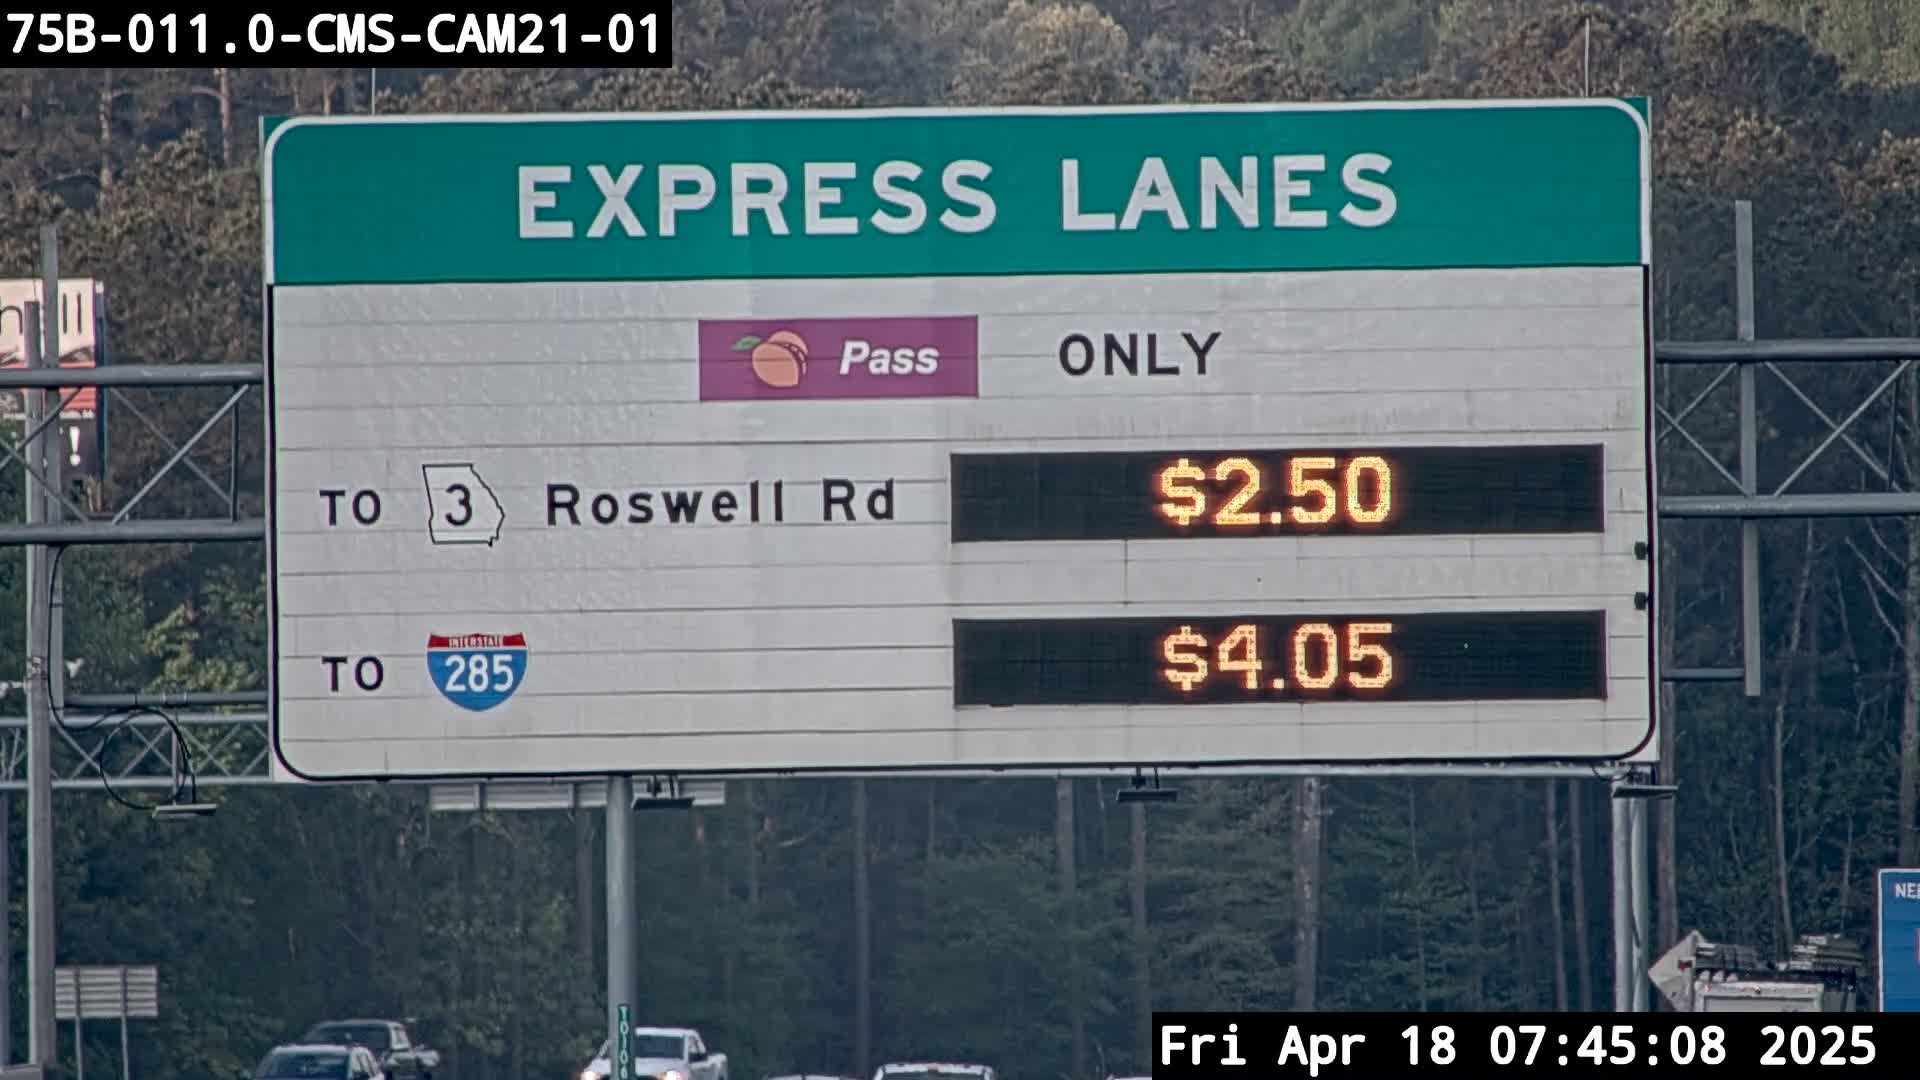 75B-011.0-CMS-CAM21-01
EXPRESS LANES
Pass ONLY
TO 3 Roswell Rd $2.50
INTERSTATE
TO 285 $4.05
Fri Apr 18 07:45:08 2025